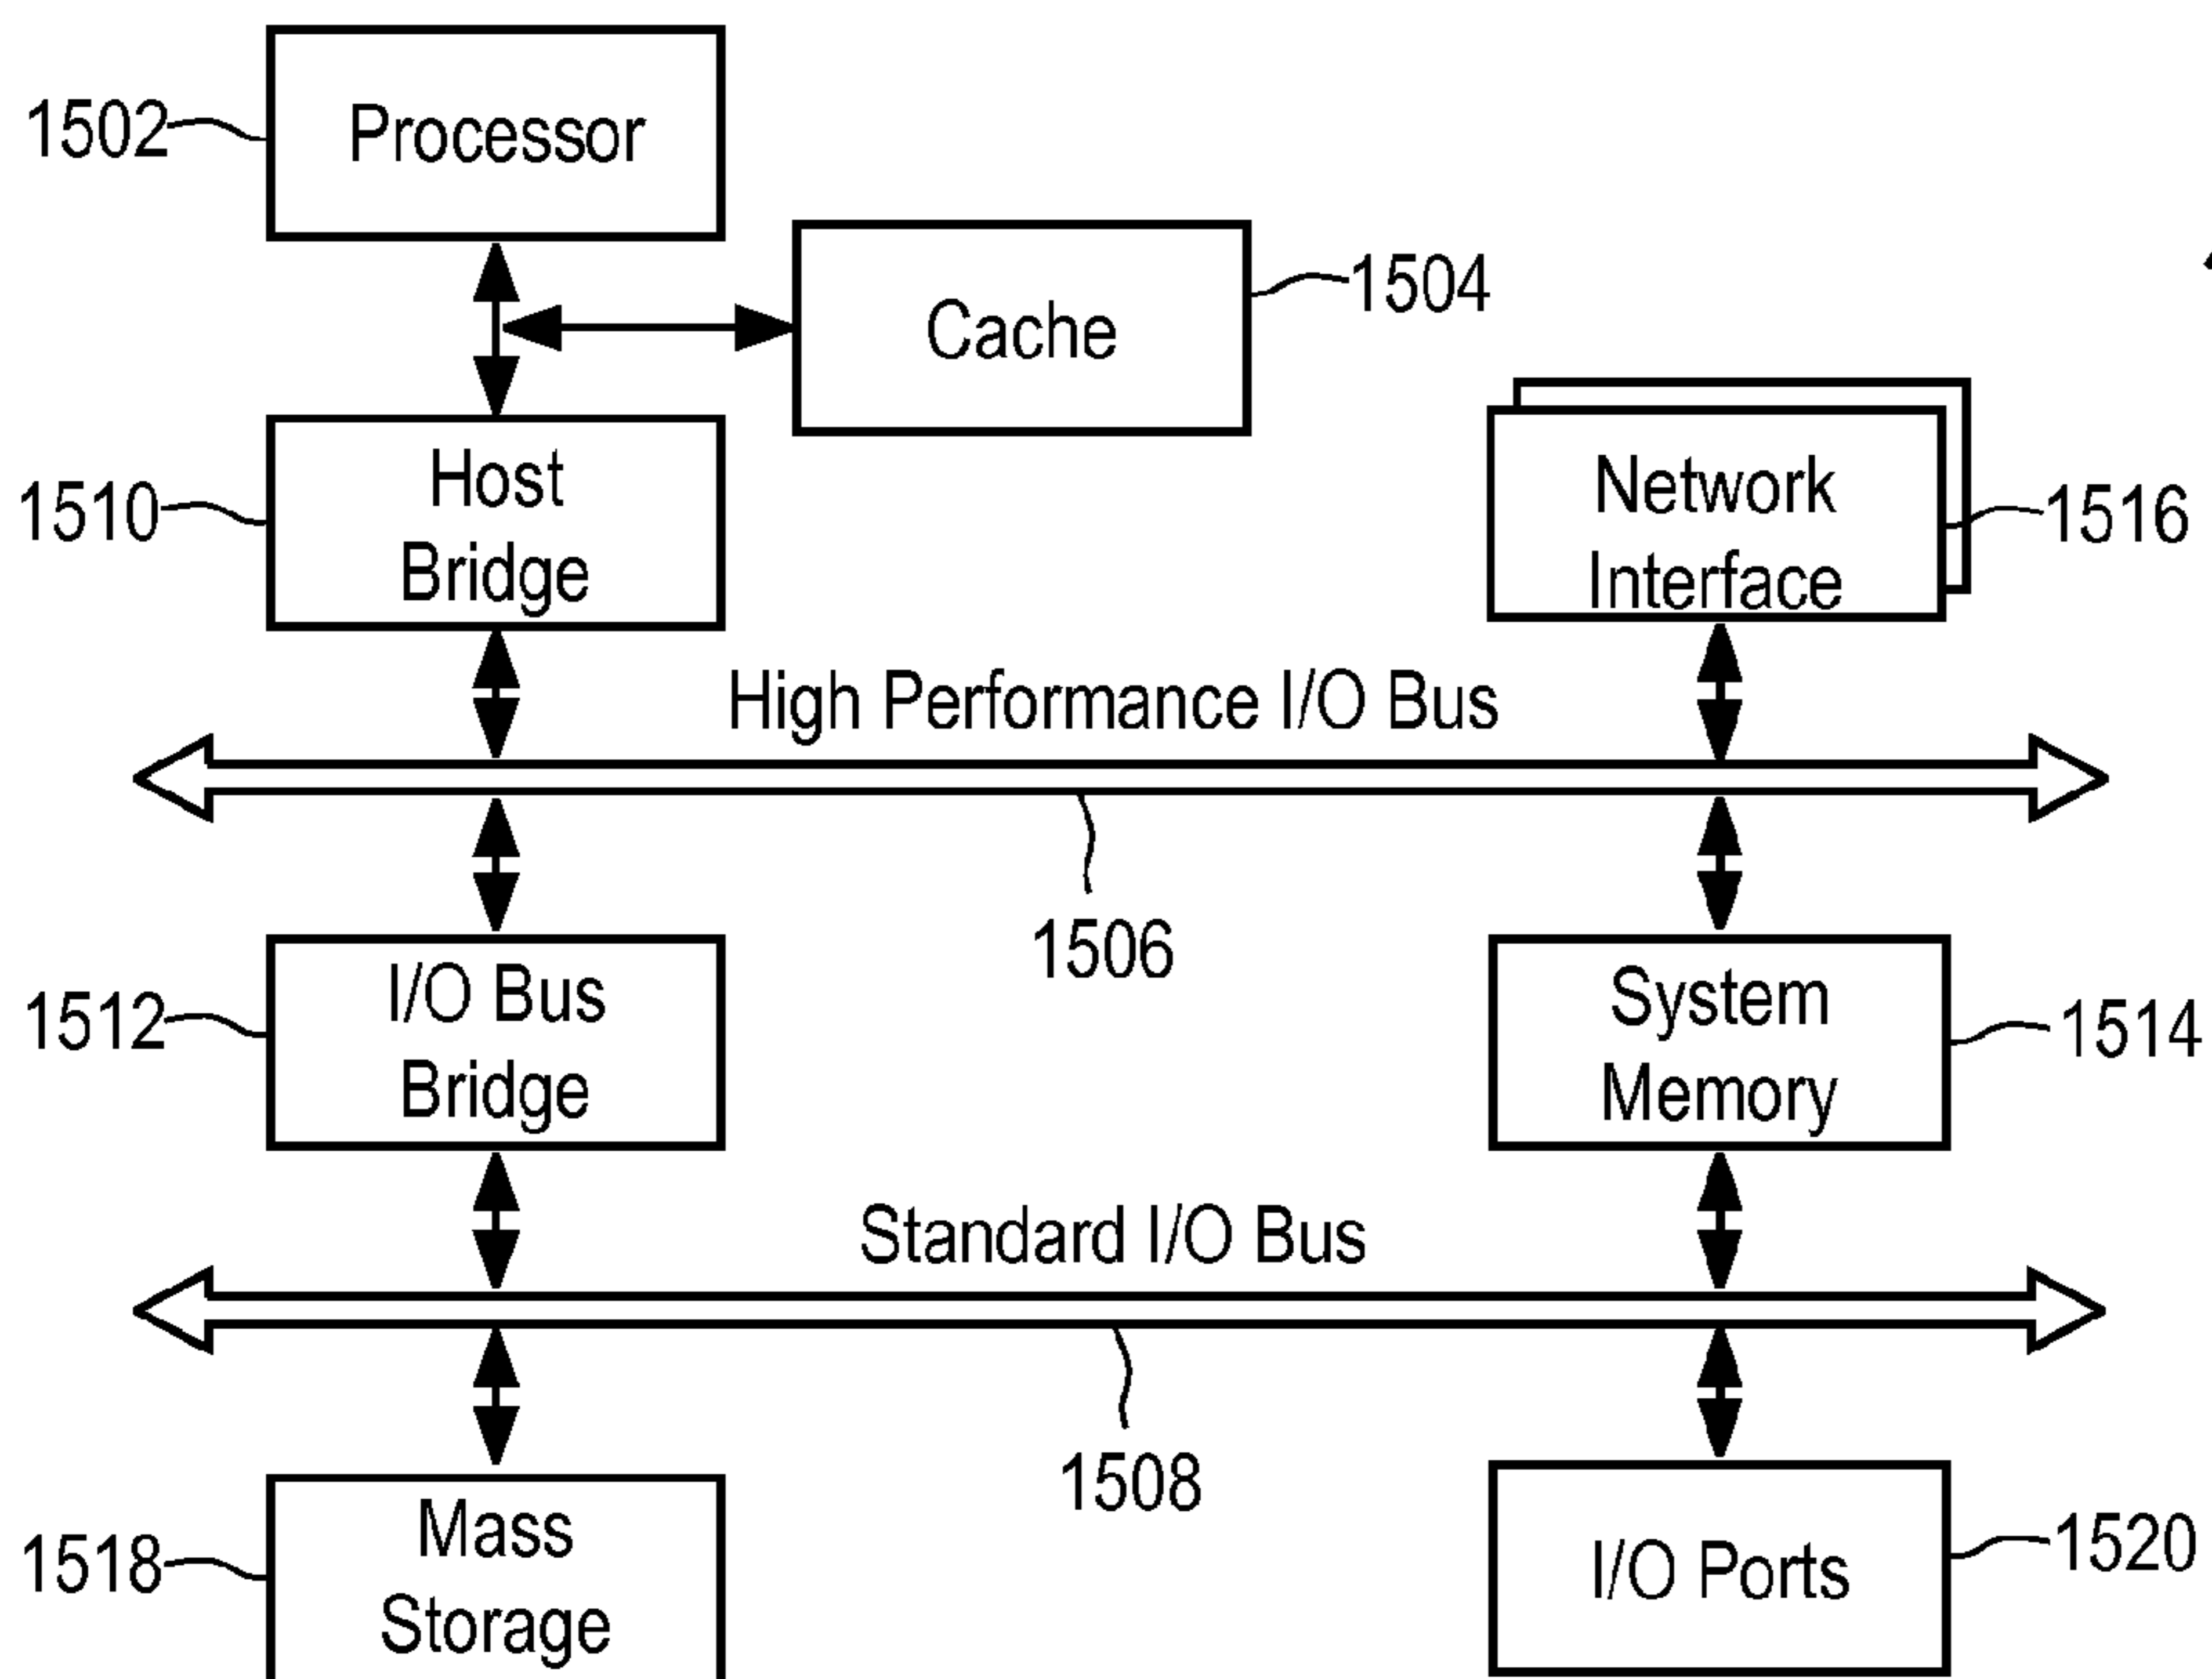 1502
Processor
Cache
1504
1510
Host
Bridge
Network
Interface
1516
High Performance I/O Bus
1506
1512
I/O Bus
Bridge
System
Memory
1514
Standard I/O Bus
1508
1518
Mass
Storage
I/O Ports
1520